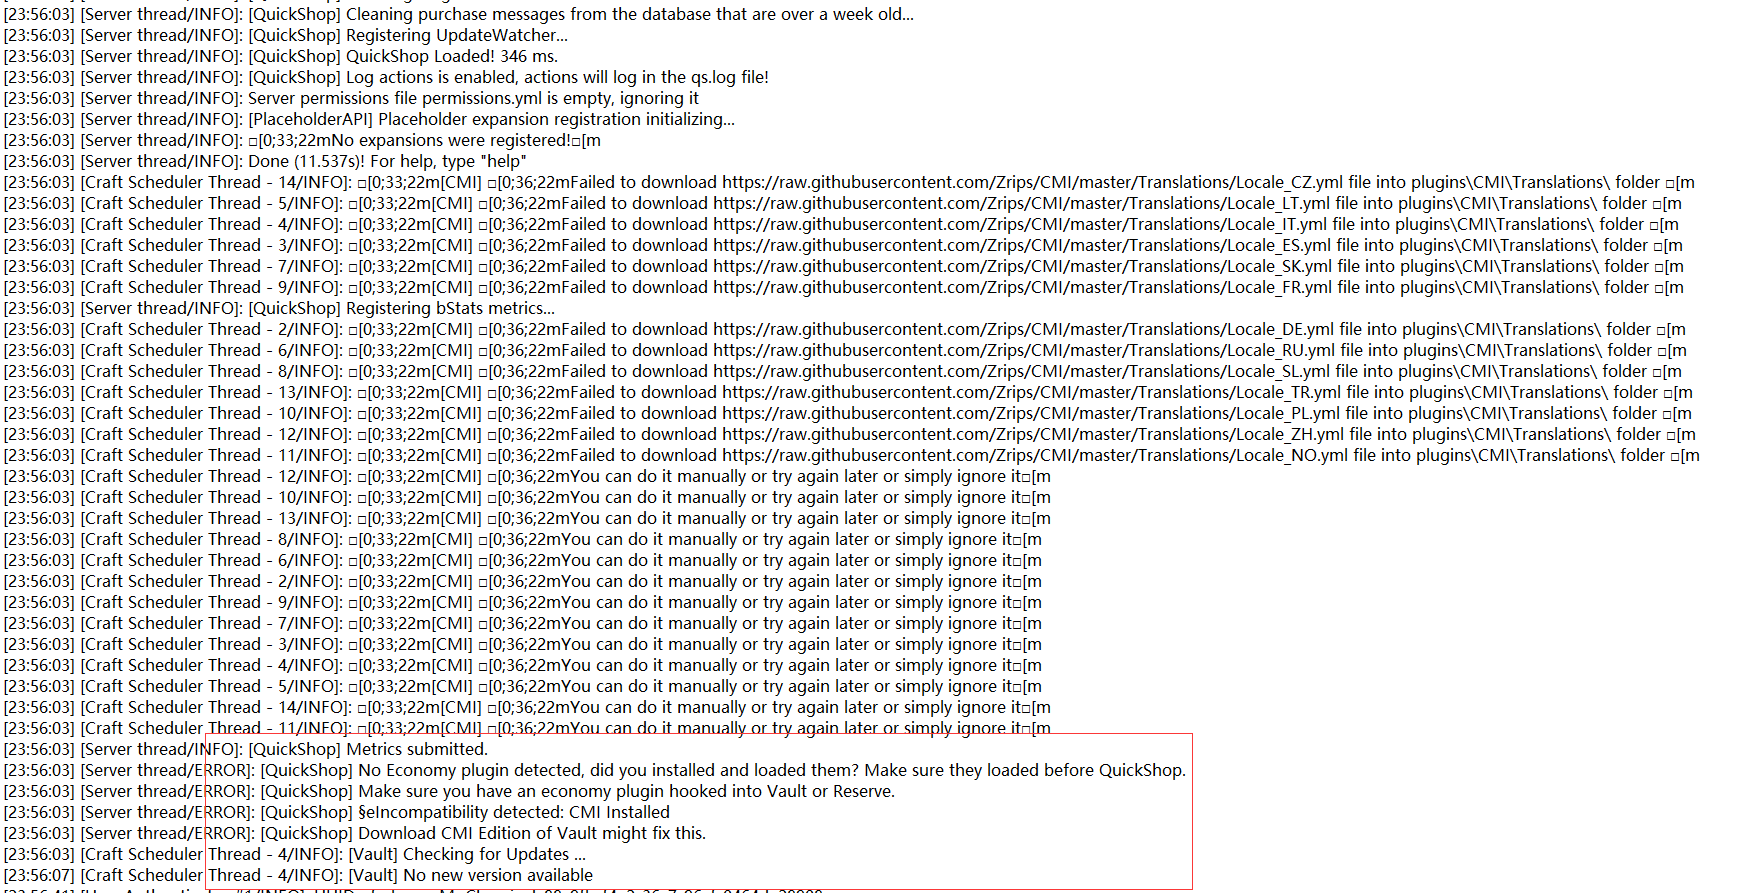 [23:56:03] [Server thread/INFO]: [QuickShop] Cleaning purchase messages from the database that are over a week old...
[23:56:03] [Server thread/INFO]: [QuickShop] Registering UpdateWatcher...
[23:56:03] [Server thread/INFO]: [QuickShop] QuickShop Loaded! 346 ms.
[23:56:03] [Server thread/INFO]: [QuickShop] Log actions is enabled, actions will log in the qs.log file!
[23:56:03] [Server thread/INFO]: Server permissions file permissions.yml is empty, ignoring it
[23:56:03] [Server thread/INFO]: [PlaceholderAPI] Placeholder expansion registration initializing...
[23:56:03] [Server thread/INFO]: □[0;33;22mNo expansions were registered!□[m
[23:56:03] [Server thread/INFO]: Done (11.537s)! For help, type "help"
[23:56:03] [Craft Scheduler Thread - 14/INFO]: □[0;33;22m[CMI] □[0;36;22mFailed to download https://raw.githubusercontent.com/Zrips/CMI/master/Translations/Locale_CZ.yml file into plugins\CMI\Translations\ folder □[m
[23:56:03] [Craft Scheduler Thread - 5/INFO]: □[0;33;22m[CMI] □[0;36;22mFailed to download https://raw.githubusercontent.com/Zrips/CMI/master/Translations/Locale_LT.yml file into plugins\CMI\Translations\ folder □[m
[23:56:03] [Craft Scheduler Thread - 4/INFO]: □[0;33;22m[CMI] □[0;36;22mFailed to download https://raw.githubusercontent.com/Zrips/CMI/master/Translations/Locale_IT.yml file into plugins\CMI\Translations\ folder □[m
[23:56:03] [Craft Scheduler Thread - 3/INFO]: □[0;33;22m[CMI] □[0;36;22mFailed to download https://raw.githubusercontent.com/Zrips/CMI/master/Translations/Locale_ES.yml file into plugins\CMI\Translations\ folder □[m
[23:56:03] [Craft Scheduler Thread - 7/INFO]: □[0;33;22m[CMI] □[0;36;22mFailed to download https://raw.githubusercontent.com/Zrips/CMI/master/Translations/Locale_SK.yml file into plugins\CMI\Translations\ folder □[m
[23:56:03] [Craft Scheduler Thread - 9/INFO]: □[0;33;22m[CMI] □[0;36;22mFailed to download https://raw.githubusercontent.com/Zrips/CMI/master/Translations/Locale_FR.yml file into plugins\CMI\Translations\ folder □[m
[23:56:03] [Server thread/INFO]: [QuickShop] Registering bStats metrics...
[23:56:03] [Craft Scheduler Thread - 2/INFO]: □[0;33;22m[CMI] □[0;36;22mFailed to download https://raw.githubusercontent.com/Zrips/CMI/master/Translations/Locale_DE.yml file into plugins\CMI\Translations\ folder □[m
[23:56:03] [Craft Scheduler Thread - 6/INFO]: □[0;33;22m[CMI] □[0;36;22mFailed to download https://raw.githubusercontent.com/Zrips/CMI/master/Translations/Locale_RU.yml file into plugins\CMI\Translations\ folder □[m
[23:56:03] [Craft Scheduler Thread - 8/INFO]: □[0;33;22m[CMI] □[0;36;22mFailed to download https://raw.githubusercontent.com/Zrips/CMI/master/Translations/Locale_SL.yml file into plugins\CMI\Translations\ folder □[m
[23:56:03] [Craft Scheduler Thread - 13/INFO]: □[0;33;22m[CMI] □[0;36;22mFailed to download https://raw.githubusercontent.com/Zrips/CMI/master/Translations/Locale_TR.yml file into plugins\CMI\Translations\ folder □[m
[23:56:03] [Craft Scheduler Thread - 10/INFO]: □[0;33;22m[CMI] □[0;36;22mFailed to download https://raw.githubusercontent.com/Zrips/CMI/master/Translations/Locale_PL.yml file into plugins\CMI\Translations\ folder □[m
[23:56:03] [Craft Scheduler Thread - 12/INFO]: □[0;33;22m[CMI] □[0;36;22mFailed to download https://raw.githubusercontent.com/Zrips/CMI/master/Translations/Locale_ZH.yml file into plugins\CMI\Translations\ folder □[m
[23:56:03] [Craft Scheduler Thread - 11/INFO]: □[0;33;22m[CMI] □[0;36;22mFailed to download https://raw.githubusercontent.com/Zrips/CMI/master/Translations/Locale_NO.yml file into plugins\CMI\Translations\ folder □[m
[23:56:03] [Craft Scheduler Thread - 12/INFO]: □[0;33;22m[CMI] □[0;36;22mYou can do it manually or try again later or simply ignore it□[m
[23:56:03] [Craft Scheduler Thread - 10/INFO]: □[0;33;22m[CMI] □[0;36;22mYou can do it manually or try again later or simply ignore it□[m
[23:56:03] [Craft Scheduler Thread - 13/INFO]: □[0;33;22m[CMI] □[0;36;22mYou can do it manually or try again later or simply ignore it□[m
[23:56:03] [Craft Scheduler Thread - 8/INFO]: □[0;33;22m[CMI] □[0;36;22mYou can do it manually or try again later or simply ignore it□[m
[23:56:03] [Craft Scheduler Thread - 6/INFO]: □[0;33;22m[CMI] □[0;36;22mYou can do it manually or try again later or simply ignore it□[m
[23:56:03] [Craft Scheduler Thread - 2/INFO]: □[0;33;22m[CMI] □[0;36;22mYou can do it manually or try again later or simply ignore it□[m
[23:56:03] [Craft Scheduler Thread - 9/INFO]: □[0;33;22m[CMI] □[0;36;22mYou can do it manually or try again later or simply ignore it□[m
[23:56:03] [Craft Scheduler Thread - 7/INFO]: □[0;33;22m[CMI] □[0;36;22mYou can do it manually or try again later or simply ignore it□[m
[23:56:03] [Craft Scheduler Thread - 3/INFO]: □[0;33;22m[CMI] □[0;36;22mYou can do it manually or try again later or simply ignore it□[m
[23:56:03] [Craft Scheduler Thread - 4/INFO]: □[0;33;22m[CMI] □[0;36;22mYou can do it manually or try again later or simply ignore it□[m
[23:56:03] [Craft Scheduler Thread - 5/INFO]: □[0;33;22m[CMI] □[0;36;22mYou can do it manually or try again later or simply ignore it□[m
[23:56:03] [Craft Scheduler Thread - 14/INFO]: □[0;33;22m[CMI] □[0;36;22mYou can do it manually or try again later or simply ignore it□[m
[23:56:03] [Craft Scheduler Thread - 11/INFO]: □[0;33;22m[CMI] □[0;36;22mYou can do it manually or try again later or simply ignore it□[m
[23:56:03] [Server thread/INFO]: [QuickShop] Metrics submitted.
[23:56:03] [Server thread/ERROR]: [QuickShop] No Economy plugin detected, did you installed and loaded them? Make sure they loaded before QuickShop.
[23:56:03] [Server thread/ERROR]: [QuickShop] Make sure you have an economy plugin hooked into Vault or Reserve.
[23:56:03] [Server thread/ERROR]: [QuickShop] §eIncompatibility detected: CMI Installed
[23:56:03] [Server thread/ERROR]: [QuickShop] Download CMI Edition of Vault might fix this.
[23:56:03] [Craft Scheduler Thread - 4/INFO]: [Vault] Checking for Updates ...
[23:56:07] [Craft Scheduler Thread - 4/INFO]: [Vault] No new version available